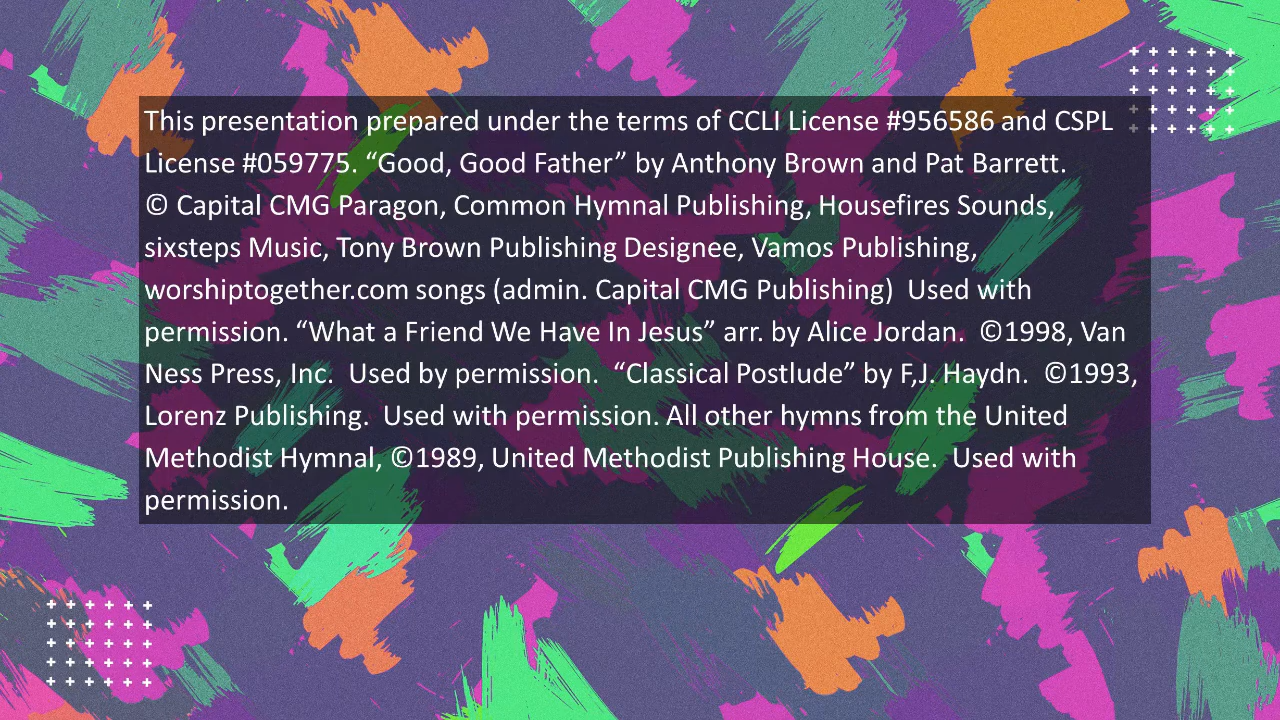 This presentation prepared under the terms of CCLI License #956586 and CSPL
License #059775. “Good, Good Father” by Anthony Brown and Pat Barrett.
© Capital CMG Paragon, Common Hymnal Publishing, Housefires Sounds,
sixsteps Music, Tony Brown Publishing Designee, Vamos Publishing,
worshiptogether.com songs (admin. Capital CMG Publishing)  Used with
permission. “What a Friend We Have In Jesus” arr. by Alice Jordan.  ©1998, Van
Ness Press, Inc.  Used by permission.  “Classical Postlude” by F,J. Haydn.  ©1993,
Lorenz Publishing.  Used with permission. All other hymns from the United
Methodist Hymnal, ©1989, United Methodist Publishing House.  Used with
permission.